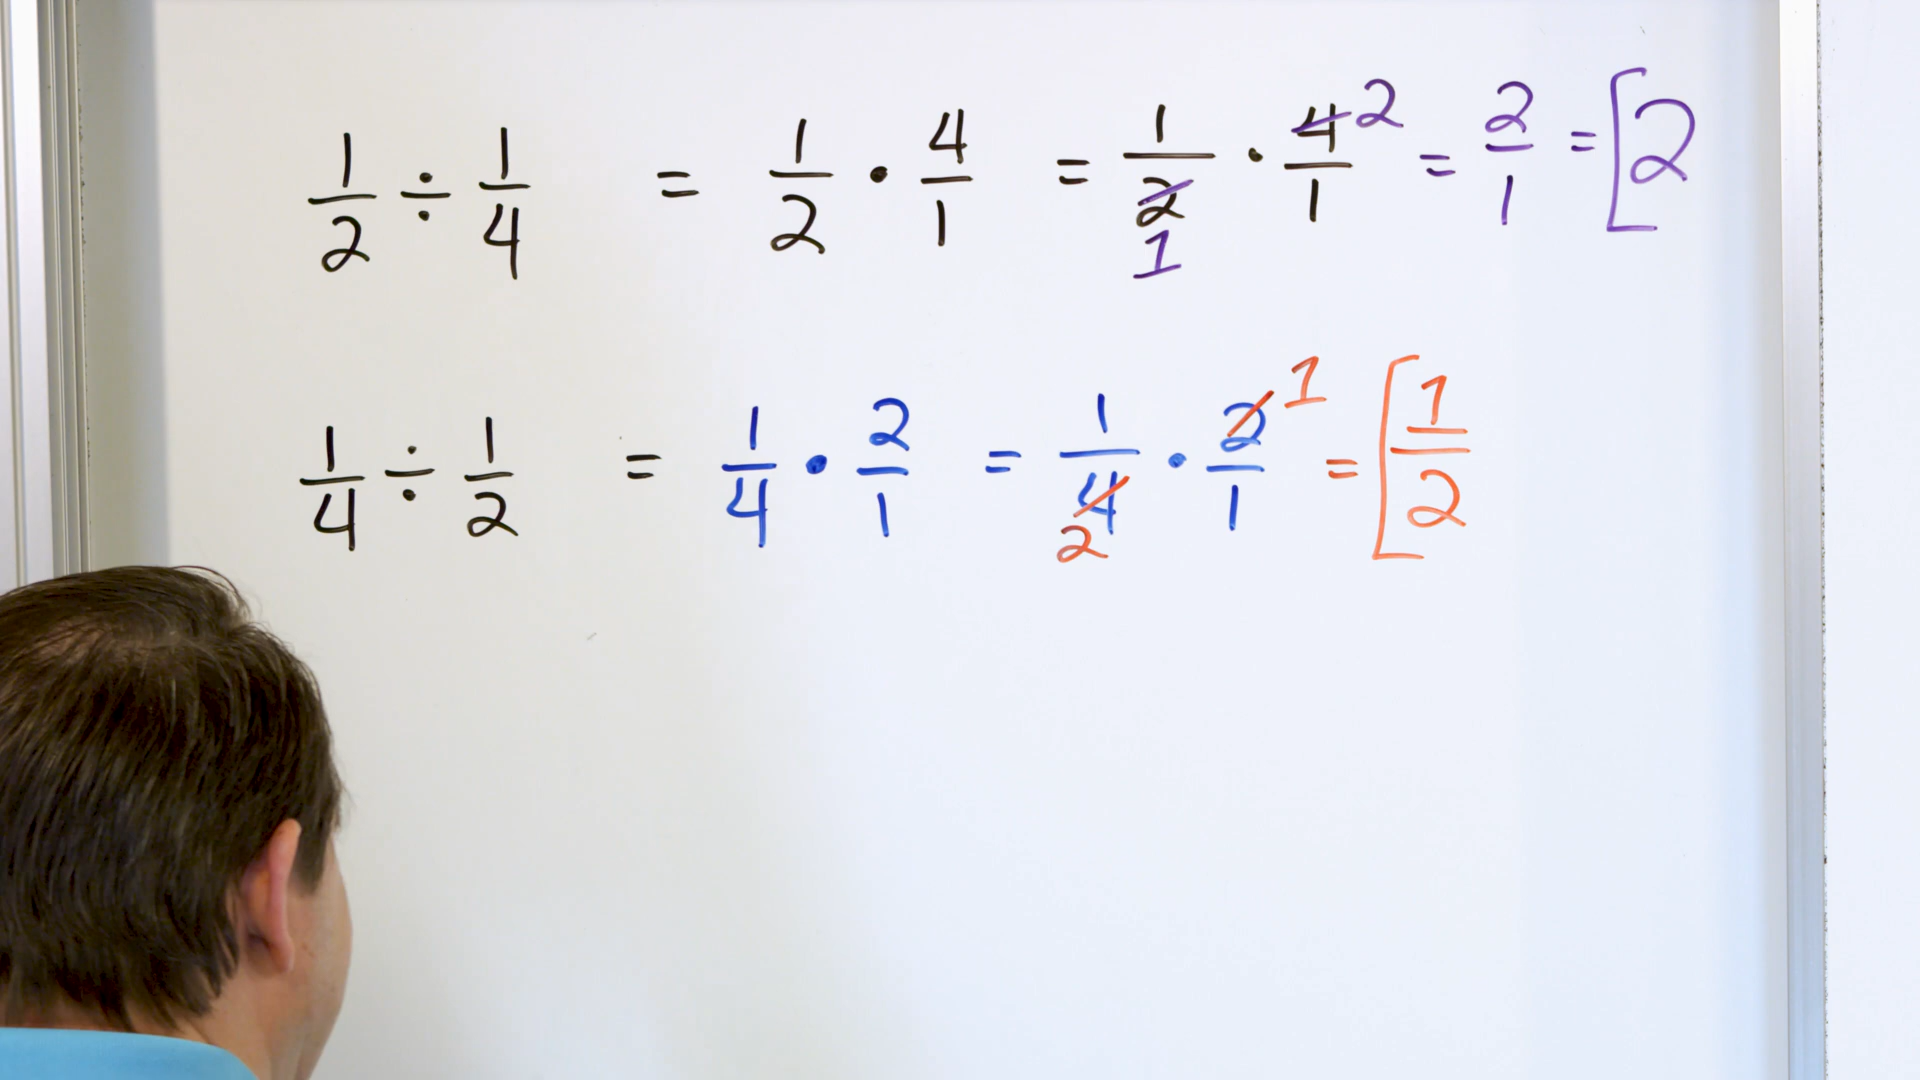 1/2 ÷ 1/4 = 1/2 · 4/1 = 1/2 1 · 4/1 2 = 2/1 = [2
1/4 ÷ 1/2 = 1/4 · 2/1 = 1/4 2 · 2/1 1 = [1/2